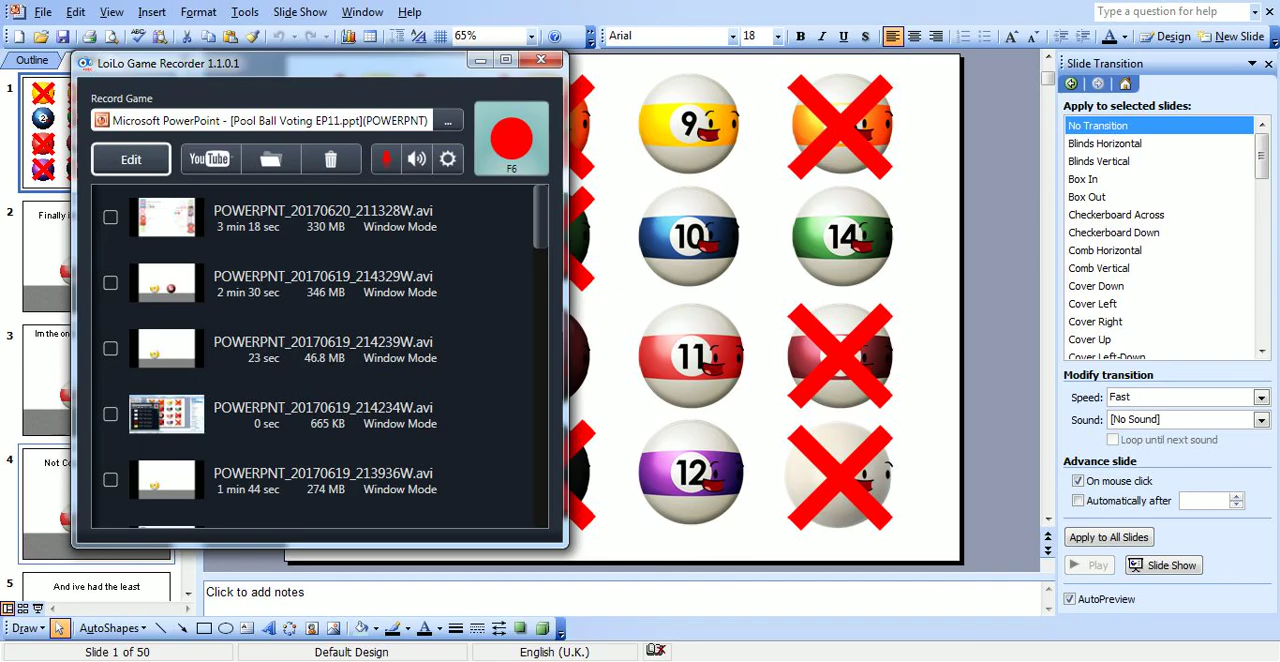 File Edit View Insert Format Tools Slide Show Window Help Type a question for help
65% Arial 18 B I U S A Design New Slide
Outline
1
2
Finally i
3
Im the on
4
Not Co
5
And ive had the least
LoiLo Game Recorder 1.1.0.1
Record Game
Microsoft PowerPoint - [Pool Ball Voting EP11.ppt](POWERPNT) ...
Edit YouTube F6
POWERPNT_20170620_211328W.avi
3 min 18 sec 330 MB Window Mode
POWERPNT_20170619_214329W.avi
2 min 30 sec 346 MB Window Mode
POWERPNT_20170619_214239W.avi
23 sec 46.8 MB Window Mode
POWERPNT_20170619_214234W.avi
0 sec 665 KB Window Mode
POWERPNT_20170619_213936W.avi
1 min 44 sec 274 MB Window Mode
9
10 14
11
12
Slide Transition
Apply to selected slides:
No Transition
Blinds Horizontal
Blinds Vertical
Box In
Box Out
Checkerboard Across
Checkerboard Down
Comb Horizontal
Comb Vertical
Cover Down
Cover Left
Cover Right
Cover Up
Cover Left-Down
Modify transition
Speed: Fast
Sound: [No Sound]
Loop until next sound
Advance slide
On mouse click
Automatically after
Apply to All Slides
Play Slide Show
AutoPreview
Click to add notes
Draw AutoShapes A
Slide 1 of 50 Default Design English (U.K.)